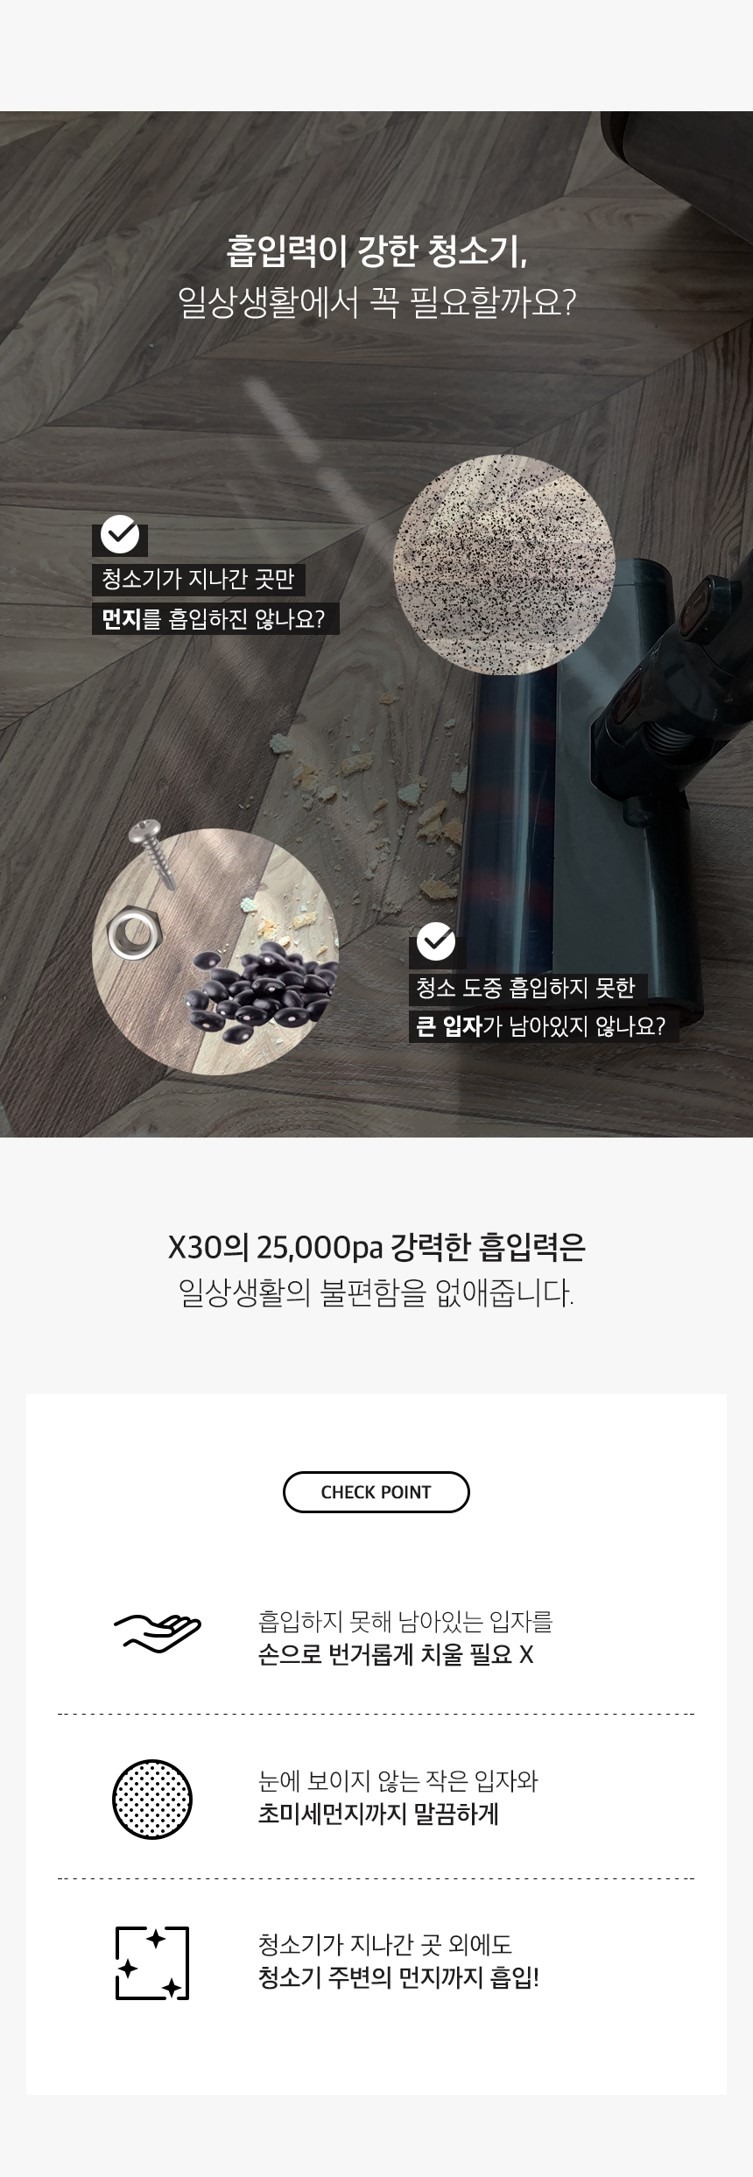 흡입력이 강한 청소기,
일상생활에서 꼭 필요할까요?
청소기가 지나간 곳만
먼지를 흡입하진 않나요?
청소 도중 흡입하지 못한
큰 입자가 남아있지 않나요?
X30의 25,000pa 강력한 흡입력은
일상생활의 불편함을 없애줍니다.
CHECK POINT
흡입하지 못해 남아있는 입자를
손으로 번거롭게 치울 필요 X
눈에 보이지 않는 작은 입자와
초미세먼지까지 말끔하게
청소기가 지나간 곳 외에도
청소기 주변의 먼지까지 흡입!